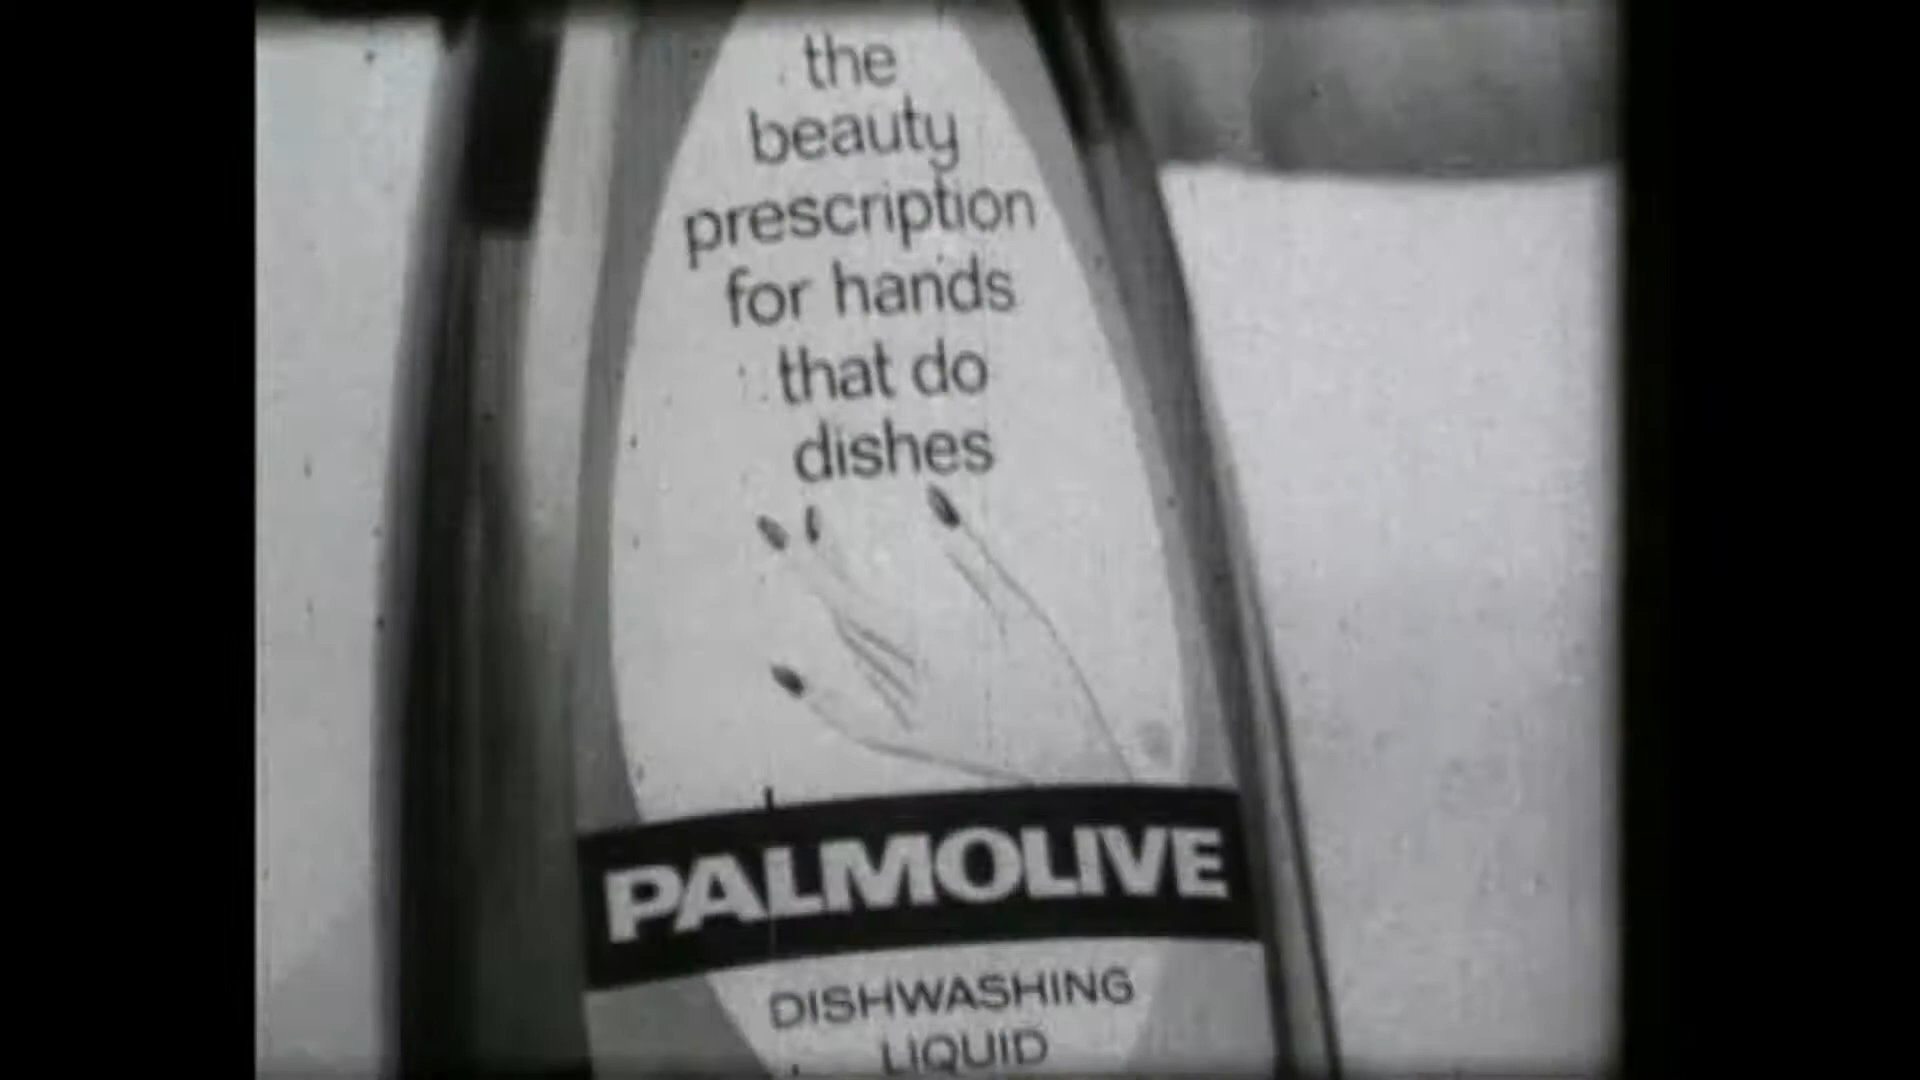 the
beauty
prescription
for hands
that do
dishes
PALMOLIVE
DISHWASHING
LIQUID